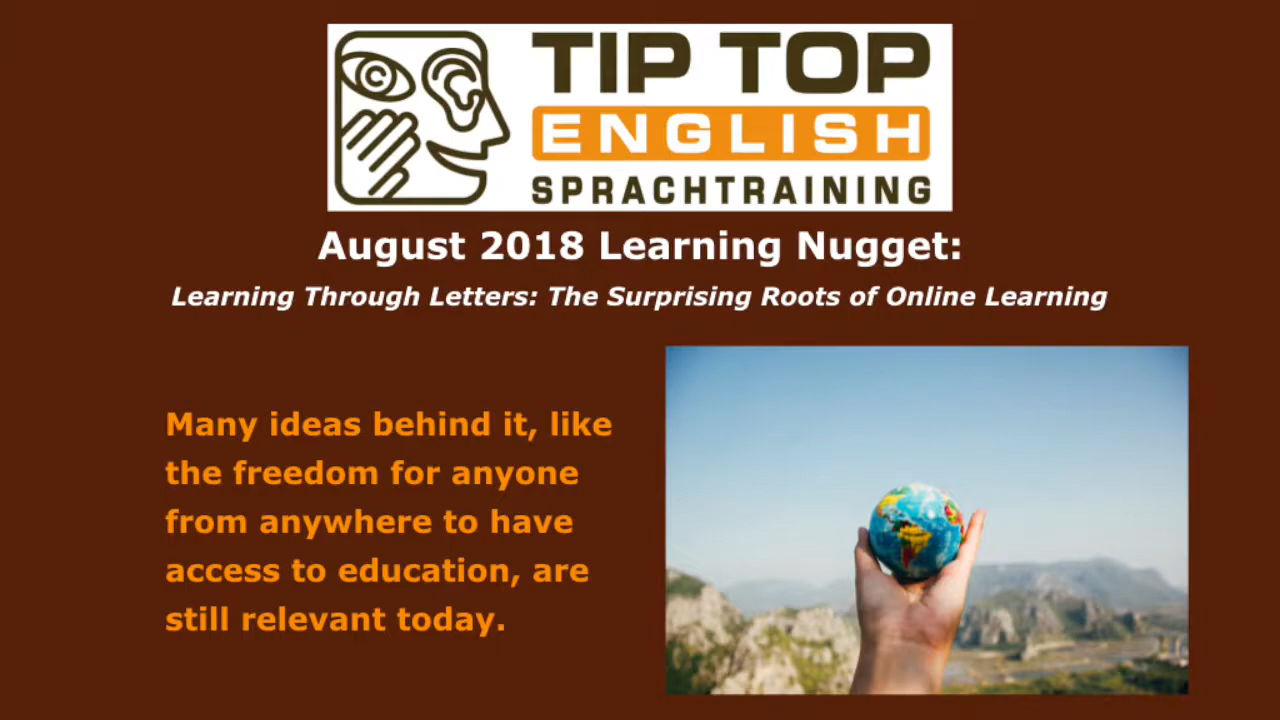 TIP TOP
ENGLISH
SPRACHTRAINING
August 2018 Learning Nugget:
Learning Through Letters: The Surprising Roots of Online Learning
Many ideas behind it, like
the freedom for anyone
from anywhere to have
access to education, are
still relevant today.